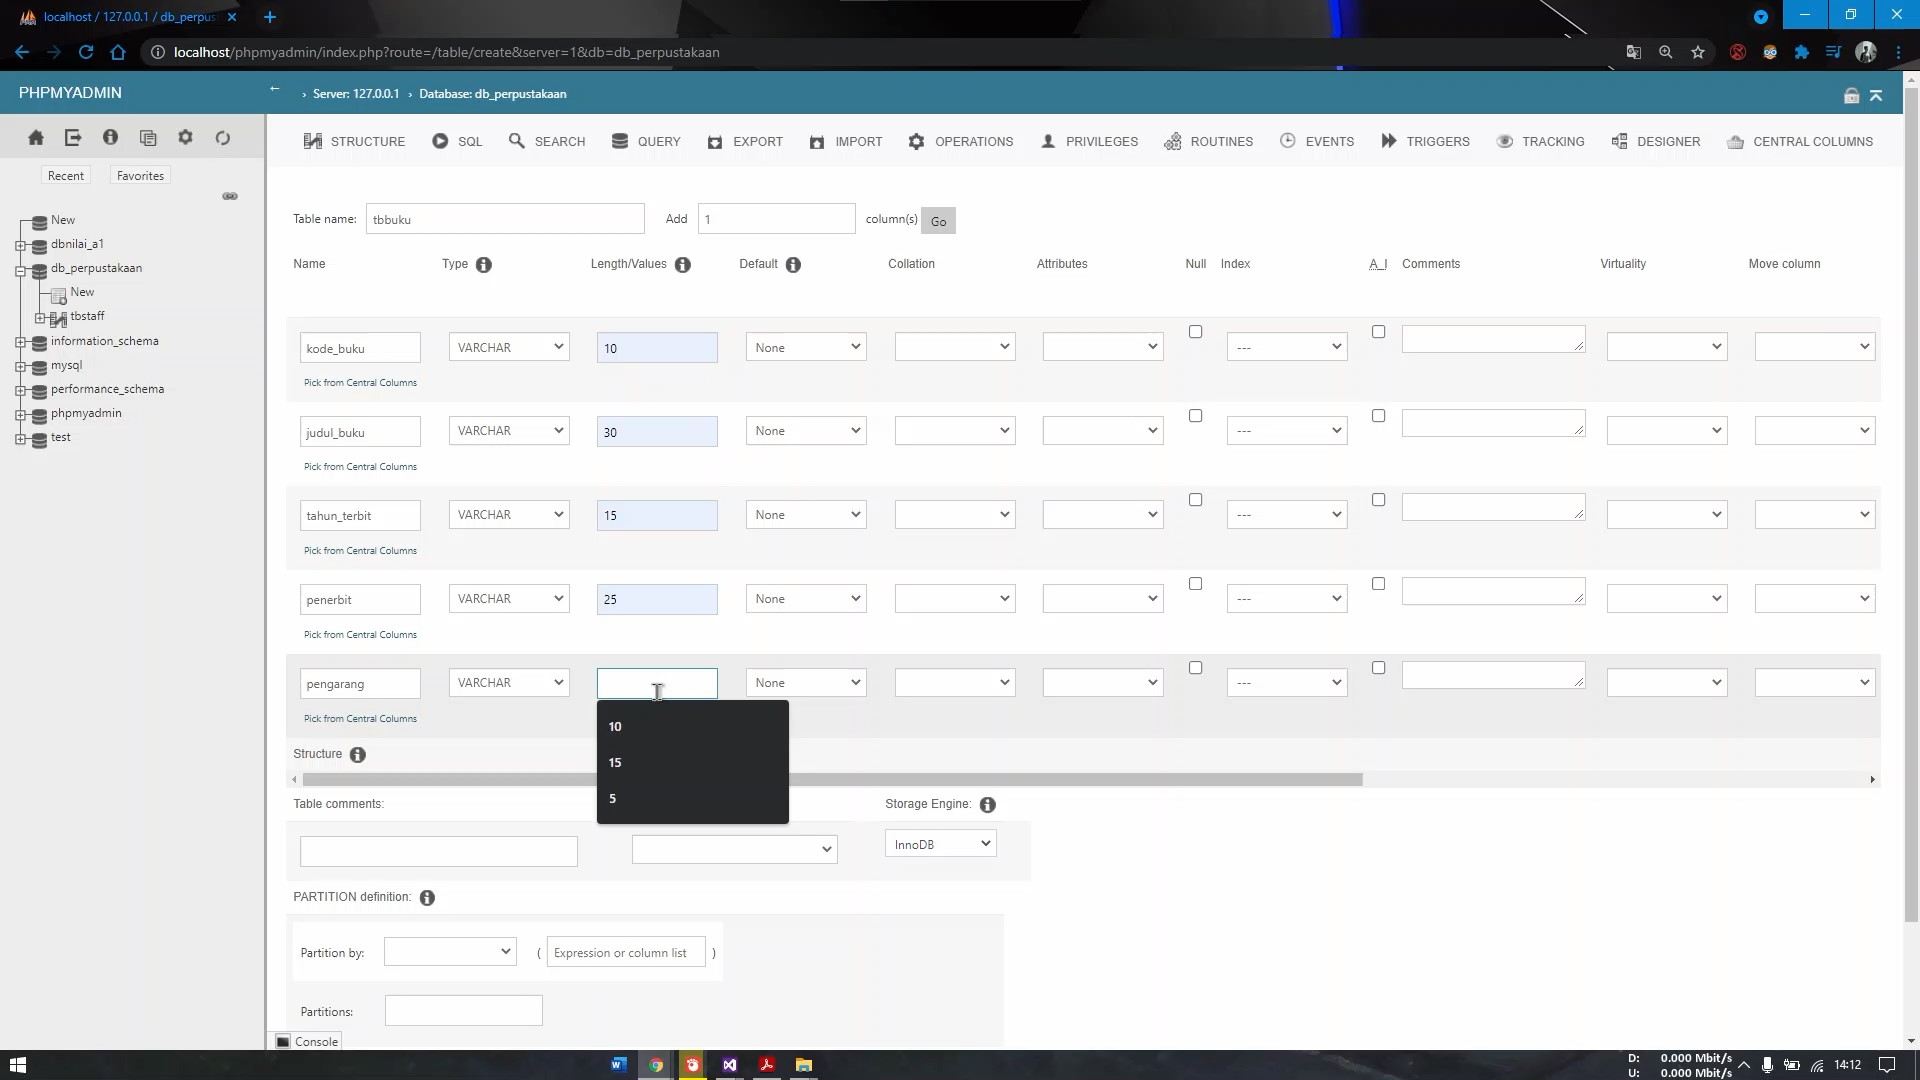 localhost / 127.0.0.1 / db_perpus
localhost/phpmyadmin/index.php?route=/table/create&server=1&db=db_perpustakaan
PHPMYADMIN
Server: 127.0.0.1 › Database: db_perpustakaan
STRUCTURE SQL SEARCH QUERY EXPORT IMPORT OPERATIONS PRIVILEGES ROUTINES EVENTS TRIGGERS TRACKING DESIGNER CENTRAL COLUMNS
Recent Favorites
New
dbnilai_a1
db_perpustakaan
New
tbstaff
information_schema
mysql
performance_schema
phpmyadmin
test
Table name: tbbuku Add 1 column(s) Go
Name Type Length/Values Default Collation Attributes Null Index A_I Comments Virtuality Move column
kode_buku VARCHAR 10 None ---
Pick from Central Columns
judul_buku VARCHAR 30 None ---
Pick from Central Columns
tahun_terbit VARCHAR 15 None ---
Pick from Central Columns
penerbit VARCHAR 25 None ---
Pick from Central Columns
pengarang VARCHAR None ---
Pick from Central Columns
10
15
5
Structure
Table comments: Storage Engine:
InnoDB
PARTITION definition:
Partition by: ( Expression or column list )
Partitions:
Console
D: 0.000 Mbit/s
U: 0.000 Mbit/s
14:12